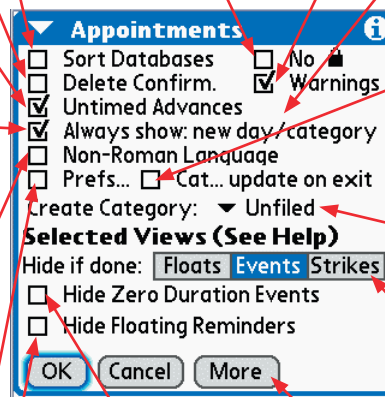 Appointments i
Sort Databases No
Delete Confirm. Warnings
Untimed Advances
Always show: new day/category
Non-Roman Language
Prefs... Cat... update on exit
Create Category: Unfiled
Selected Views (See Help)
Hide if done: Floats Events Strikes
Hide Zero Duration Events
Hide Floating Reminders
OK Cancel More